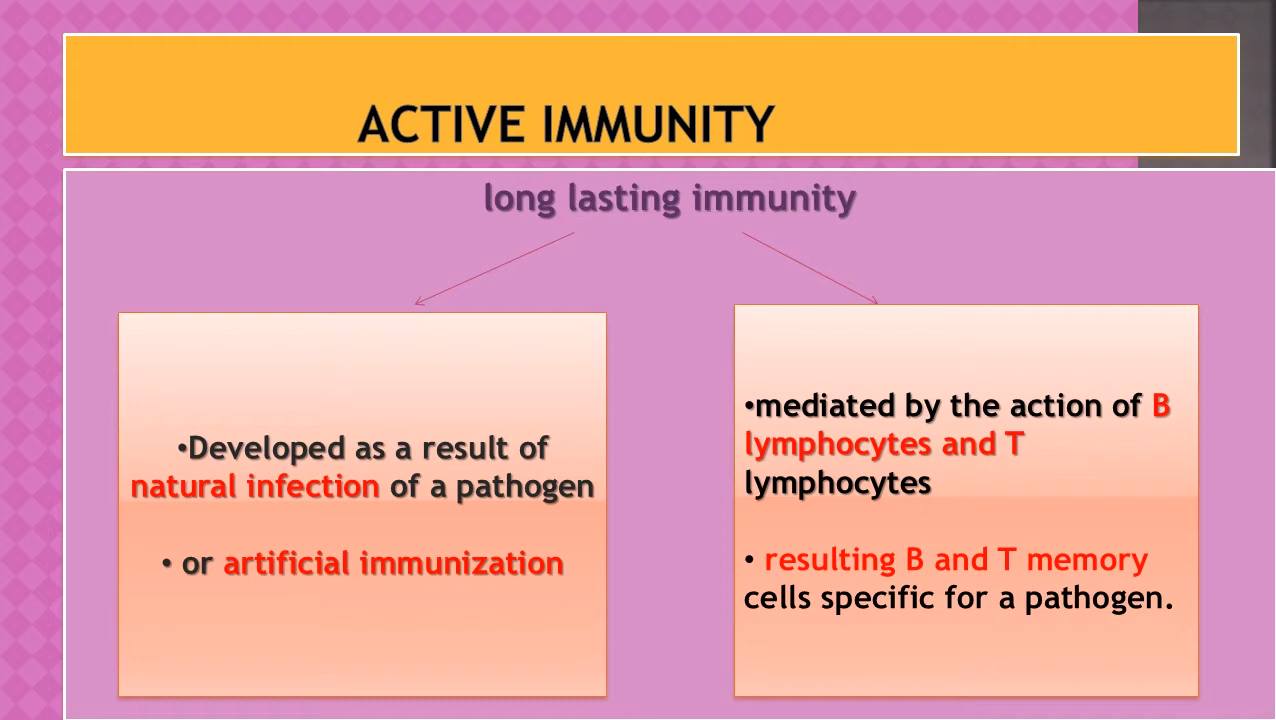 ACTIVE IMMUNITY
long lasting immunity
•Developed as a result of
natural infection of a pathogen
• or artificial immunization
•mediated by the action of B
lymphocytes and T
lymphocytes
• resulting B and T memory
cells specific for a pathogen.